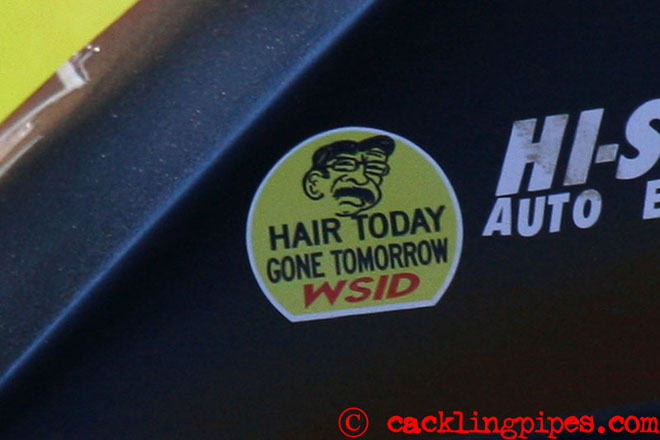 HAIR TODAY
GONE TOMORROW
WSID
HI-S
AUTO E
© cacklingpipes.com